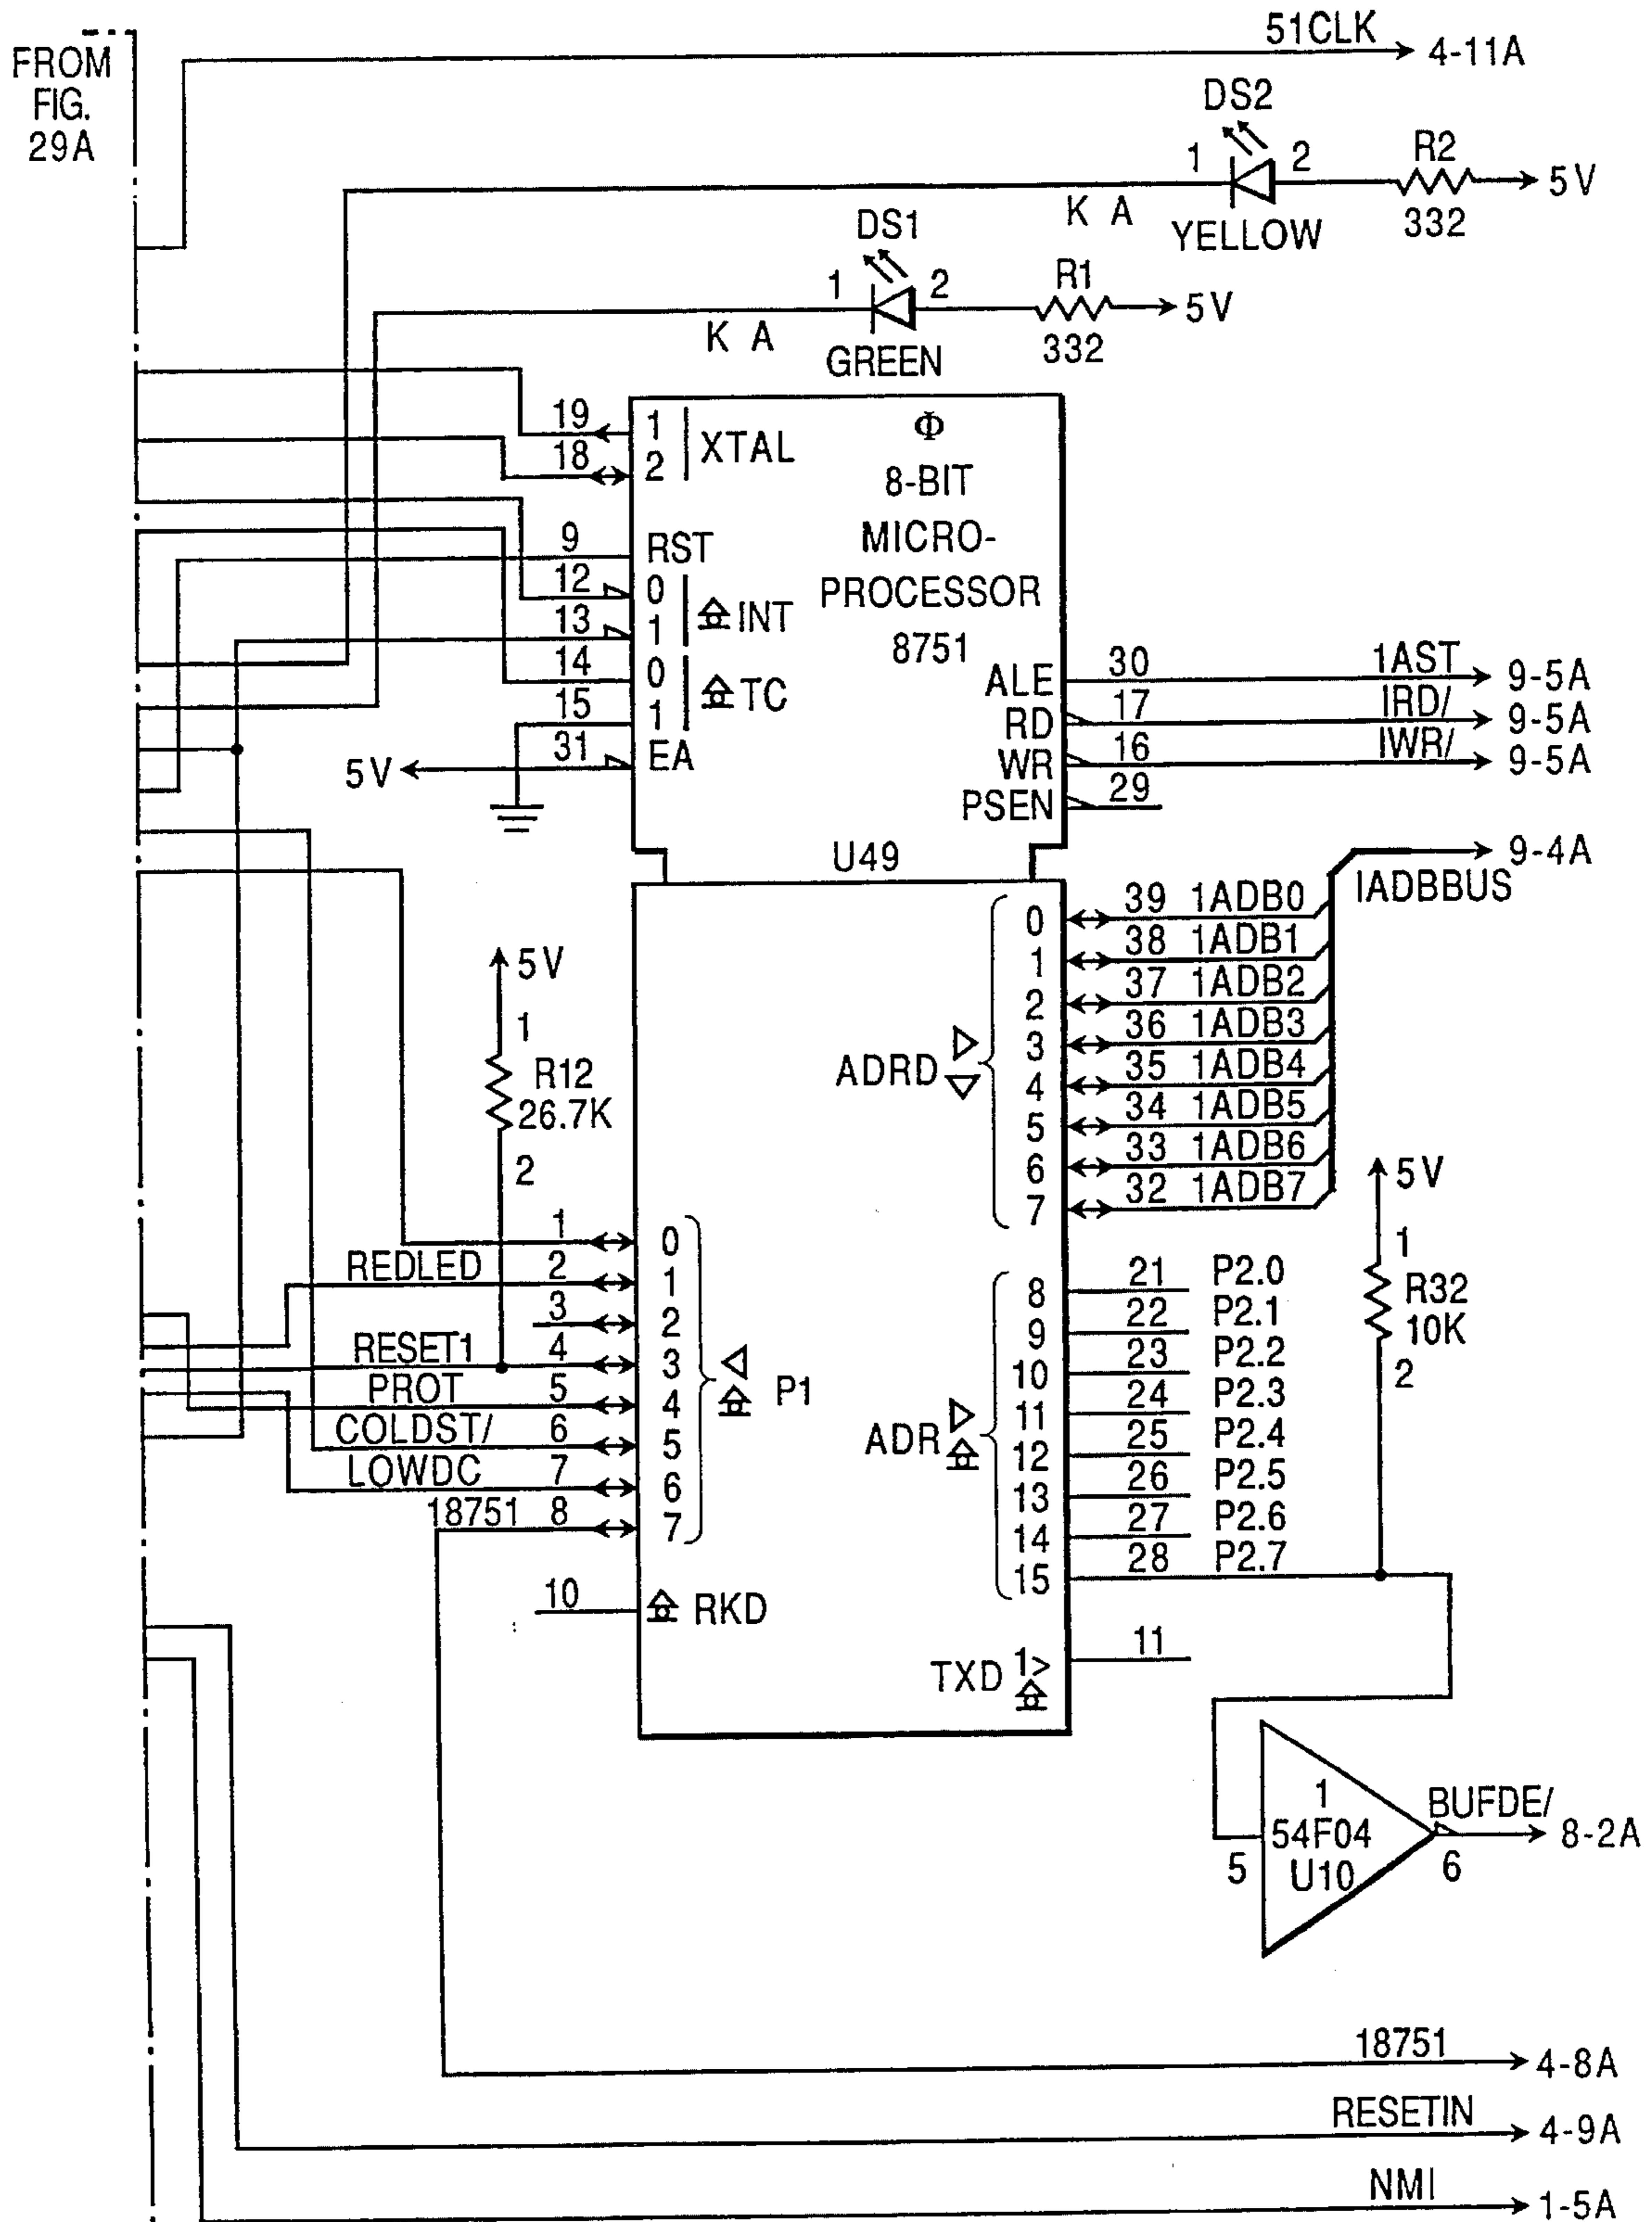 FROM
FIG.
29A
51CLK
4-11A
DS2
1
2
R2
5V
K A
YELLOW
332
DS1
1
2
R1
5V
K A
GREEN
332
19
1
XTAL
18
2
Φ
8-BIT
MICRO-
PROCESSOR
8751
9
RST
12
0
INT
13
1
14
0
TC
15
1
5V
31
EA
ALE
30
1AST
9-5A
RD
17
IRD/
9-5A
WR
16
IWR/
9-5A
PSEN
29
U49
9-4A
IADBBUS
0
39
1ADB0
1
38
1ADB1
2
37
1ADB2
3
36
1ADB3
4
35
1ADB4
5
34
1ADB5
6
33
1ADB6
7
32
1ADB7
ADRD
5V
1
R12
26.7K
2
1
0
REDLED
2
1
3
2
RESET1
4
3
PROT
5
4
COLDST/
6
5
LOWDC
7
6
18751
8
7
P1
10
RKD
ADR
8
21
P2.0
9
22
P2.1
10
23
P2.2
11
24
P2.3
12
25
P2.4
13
26
P2.5
14
27
P2.6
15
28
P2.7
5V
1
R32
10K
2
TXD
1>
11
1
54F04
U10
5
6
BUFDE/
8-2A
18751
4-8A
RESETIN
4-9A
NMI
1-5A